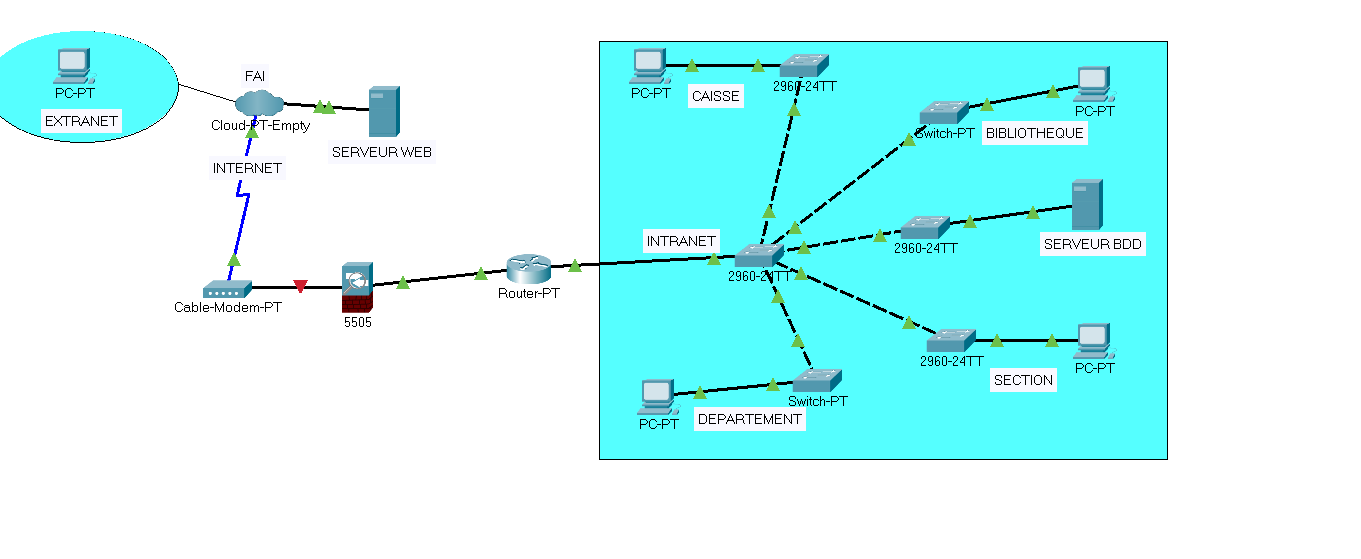 PC-PT
EXTRANET
FAI
Cloud-PT-Empty
SERVEUR WEB
INTERNET
Cable-Modem-PT
5505
Router-PT
INTRANET
2960-24TT
PC-PT
CAISSE
2960-24TT
Switch-PT
BIBLIOTHEQUE
PC-PT
2960-24TT
SERVEUR BDD
2960-24TT
SECTION
PC-PT
Switch-PT
DEPARTEMENT
PC-PT